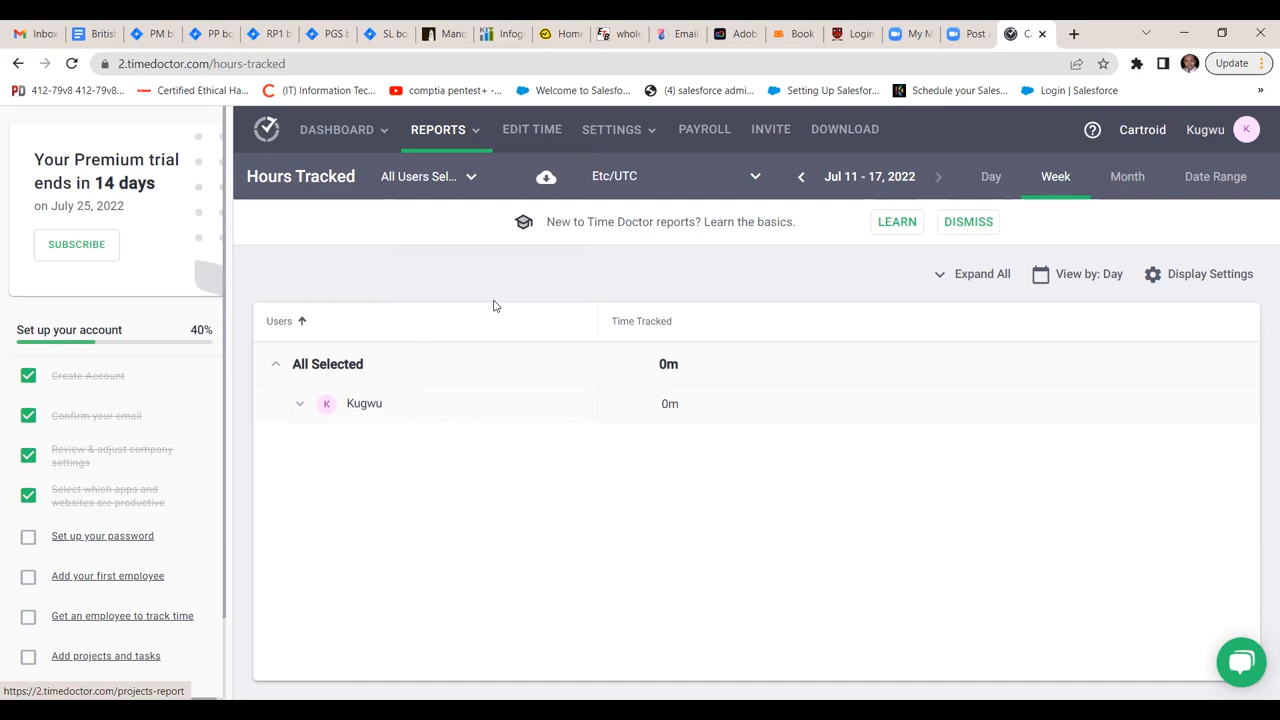 Inbox
British
PM b
PP bo
RP1 b
PGS b
SL bo
Mand
Infog
Home
whole
Email
Adob
Book
Login
My M
Post
Ca
2.timedoctor.com/hours-tracked
Update
412-79v8 412-79v8...
Certified Ethical Ha...
(IT) Information Tec...
comptia pentest+ -...
Welcome to Salesfo...
(4) salesforce admi...
Setting Up Salesfor...
Schedule your Sales...
Login | Salesforce
»
Your Premium trial
ends in 14 days
on July 25, 2022
SUBSCRIBE
Set up your account 40%
Create Account
Confirm your email
Review & adjust company
settings
Select which apps and
websites are productive
Set up your password
Add your first employee
Get an employee to track time
Add projects and tasks
https://2.timedoctor.com/projects-report
DASHBOARD REPORTS EDIT TIME SETTINGS PAYROLL INVITE DOWNLOAD Cartroid Kugwu K
Hours Tracked All Users Sel... Etc/UTC Jul 11 - 17, 2022 Day Week Month Date Range
New to Time Doctor reports? Learn the basics. LEARN DISMISS
Expand All View by: Day Display Settings
Users Time Tracked
All Selected 0m
K Kugwu 0m